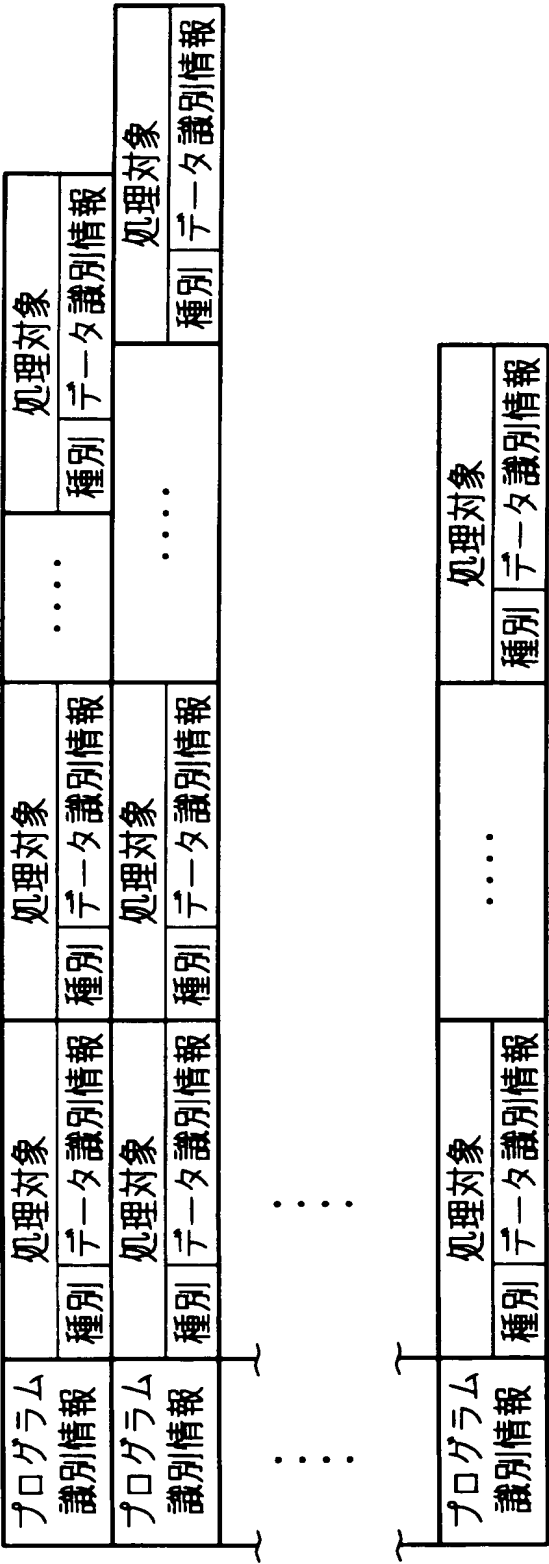 プログラム
識別情報
処理対象
種別 データ識別情報
処理対象
種別 データ識別情報
‥‥
処理対象
種別 データ識別情報
プログラム
識別情報
処理対象
種別 データ識別情報
処理対象
種別 データ識別情報
‥‥
処理対象
種別 データ識別情報
‥‥
‥‥
プログラム
識別情報
処理対象
種別 データ識別情報
‥‥
処理対象
種別 データ識別情報